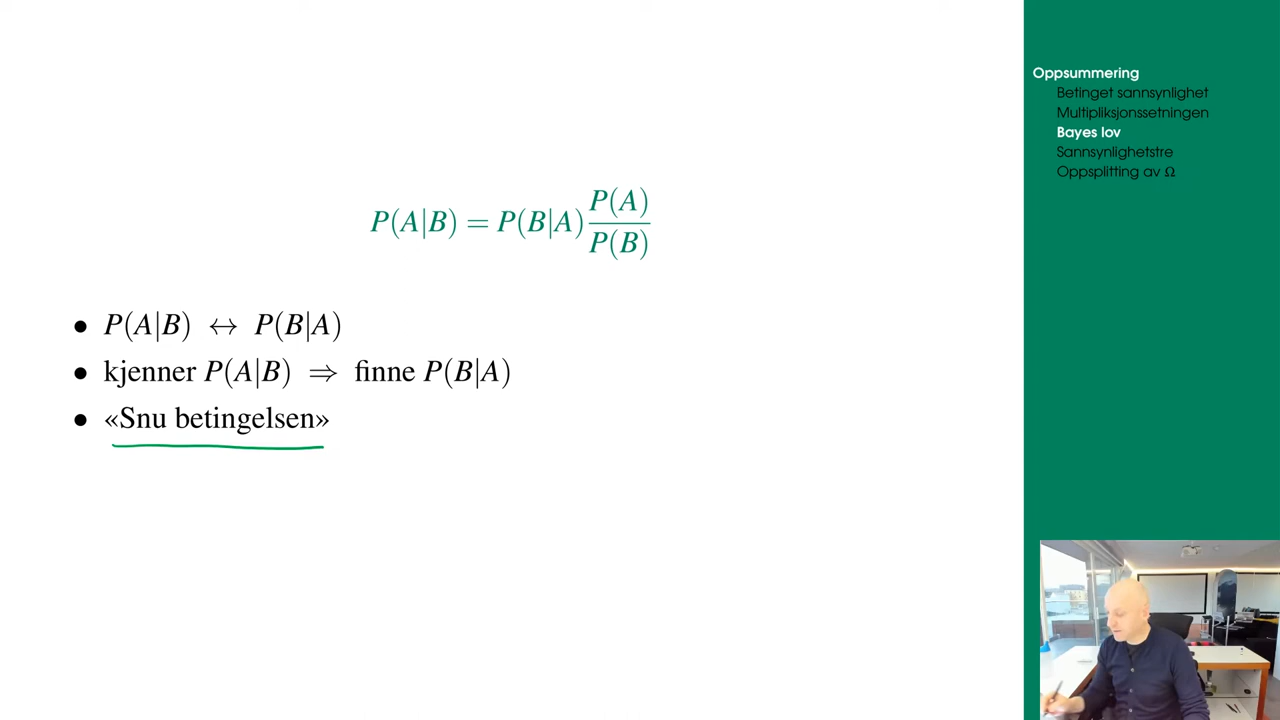 P(A|B) = P(B|A) P(A)/P(B)
• P(A|B) ↔ P(B|A)
• kjenner P(A|B) ⇒ finne P(B|A)
• «Snu betingelsen»
Oppsummering
Betinget sannsynlighet
Multipliksjonssetningen
Bayes lov
Sannsynlighetstre
Oppsplitting av Ω